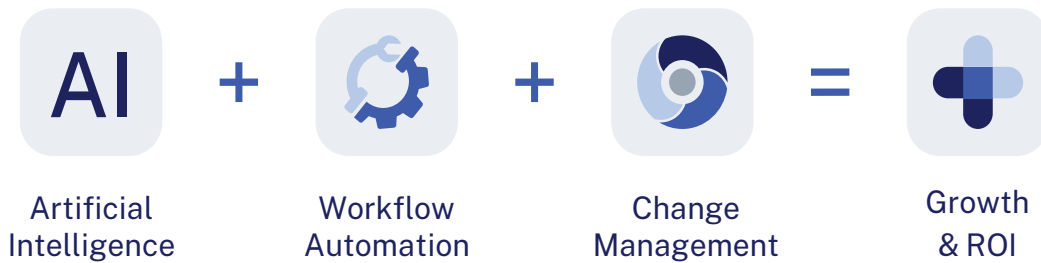 AI + + =
Artificial
Intelligence
Workflow
Automation
Change
Management
Growth
& ROI